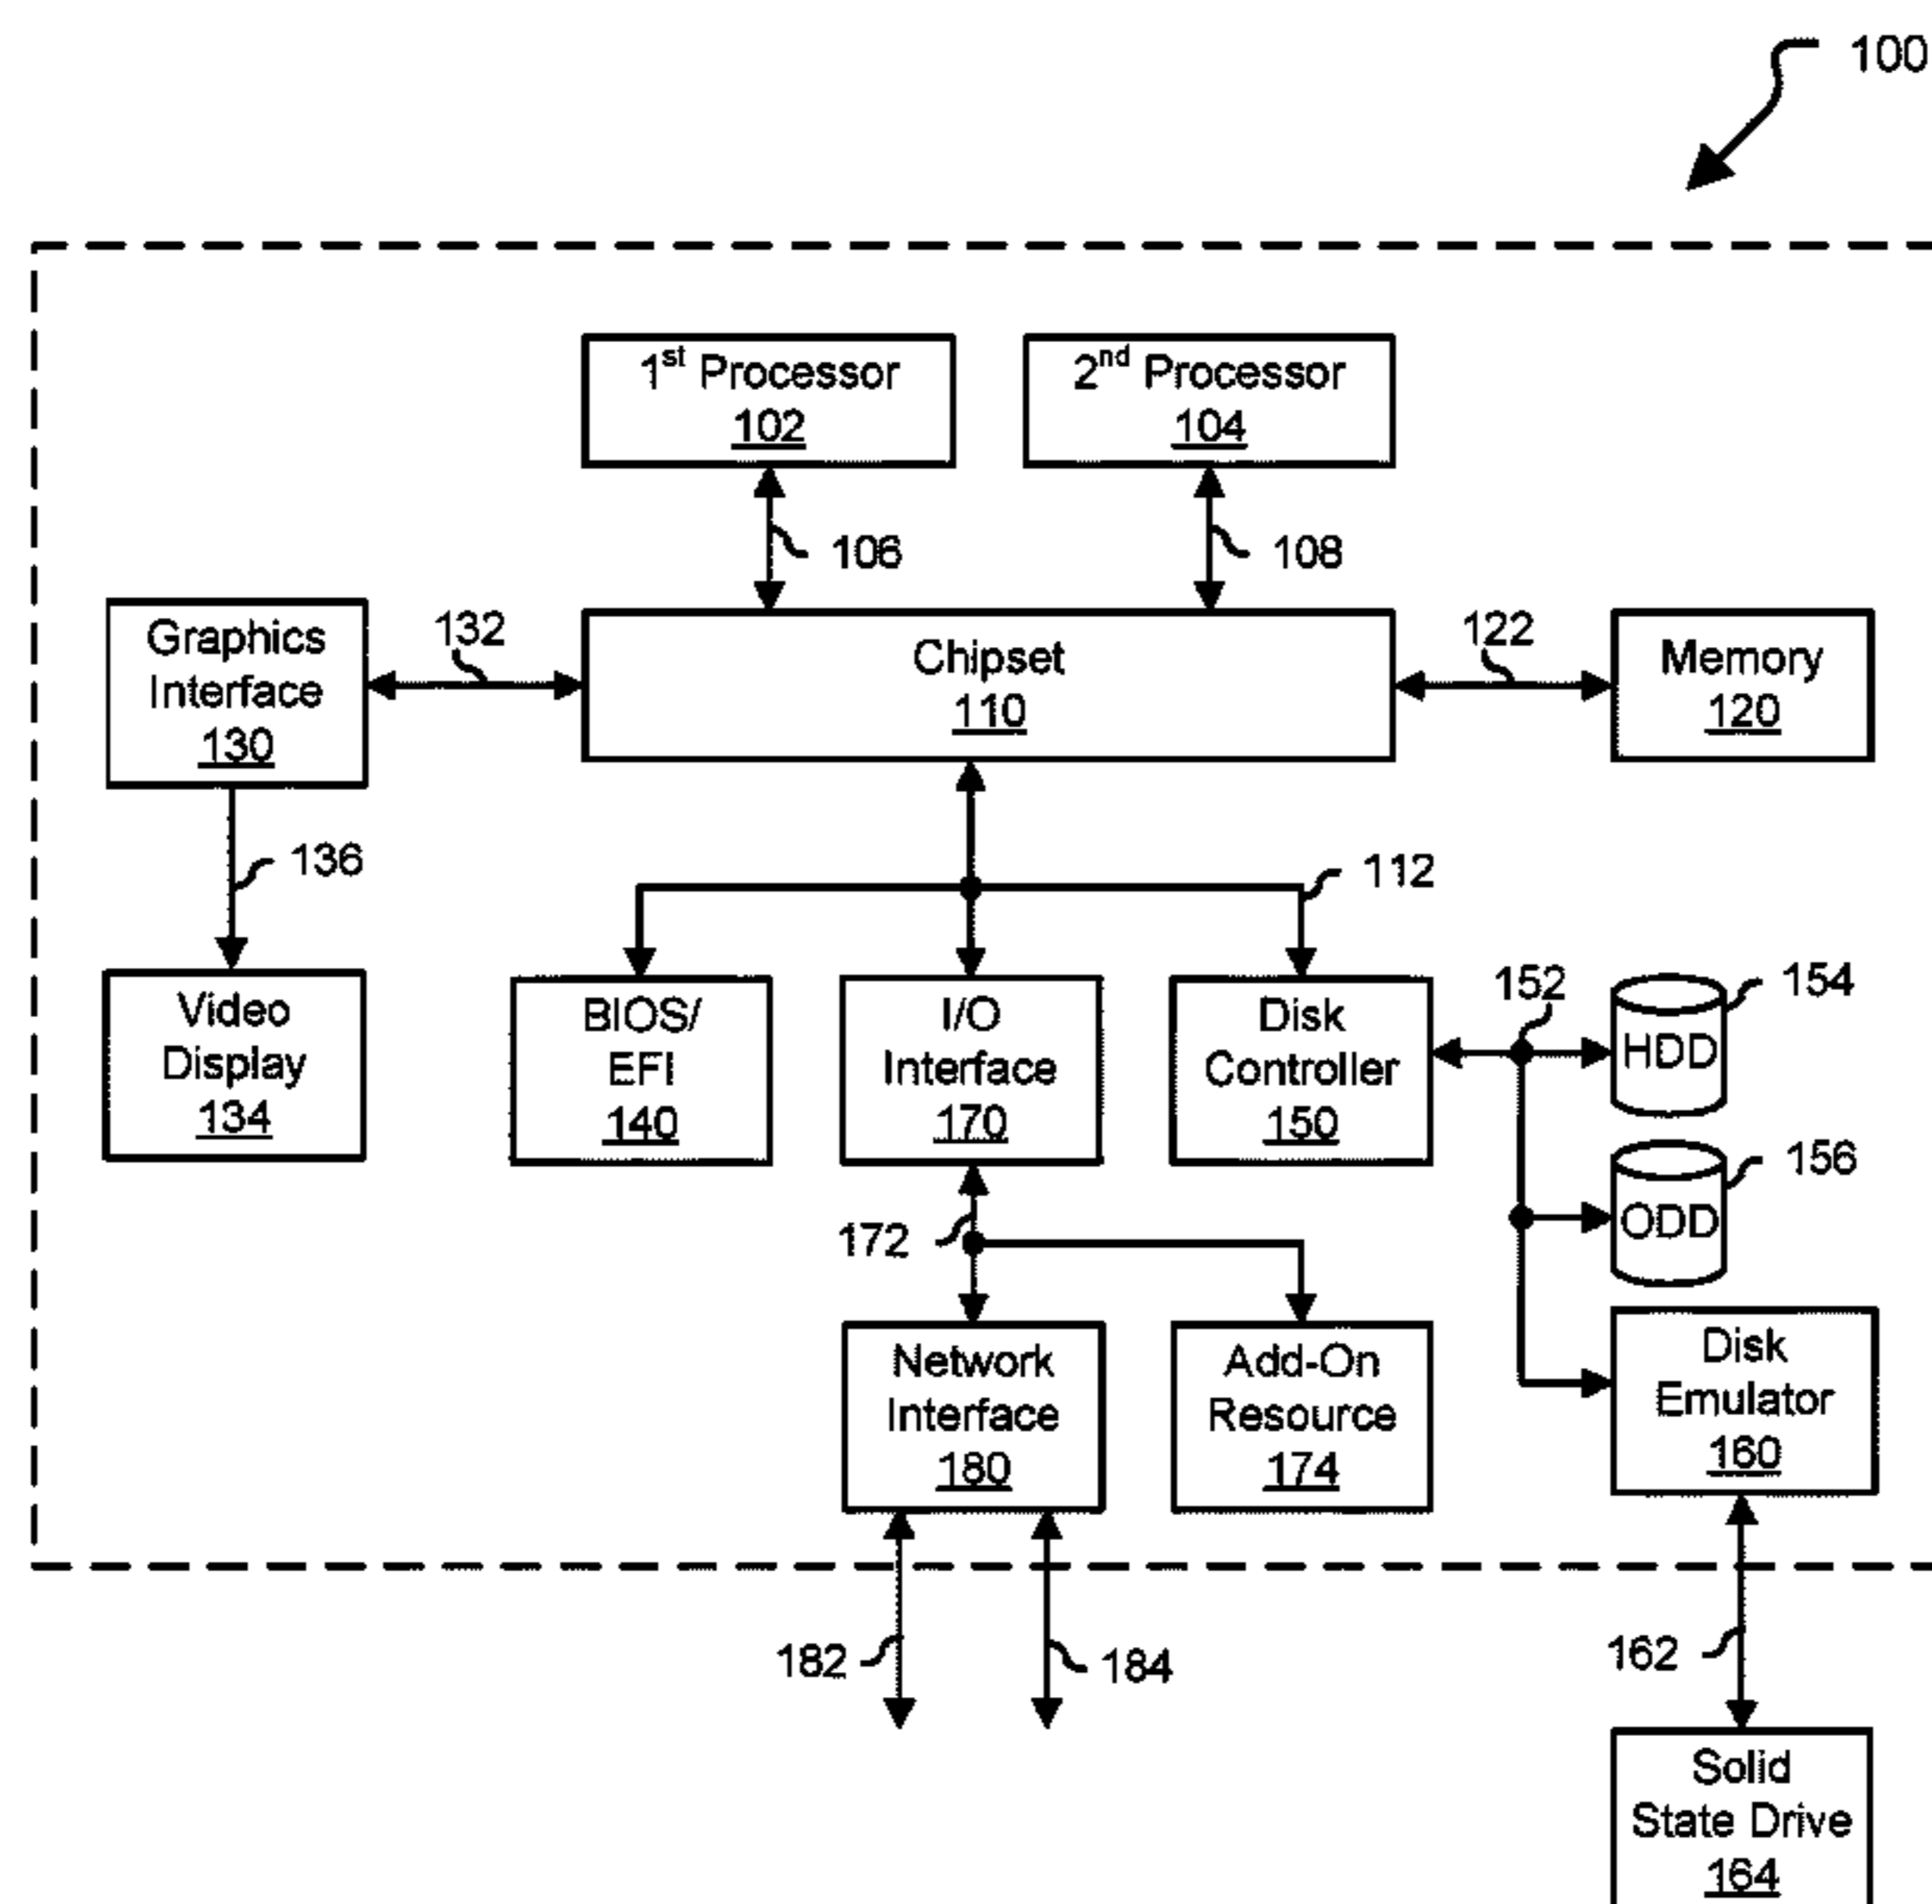 100
1st Processor
102
2nd Processor
104
106
108
Graphics
Interface
130
132
Chipset
110
122
Memory
120
136
112
Video
Display
134
BIOS/
EFI
140
I/O
Interface
170
Disk
Controller
150
152
HDD
154
ODD
156
172
Network
Interface
180
Add-On
Resource
174
Disk
Emulator
160
182
184
162
Solid
State Drive
164